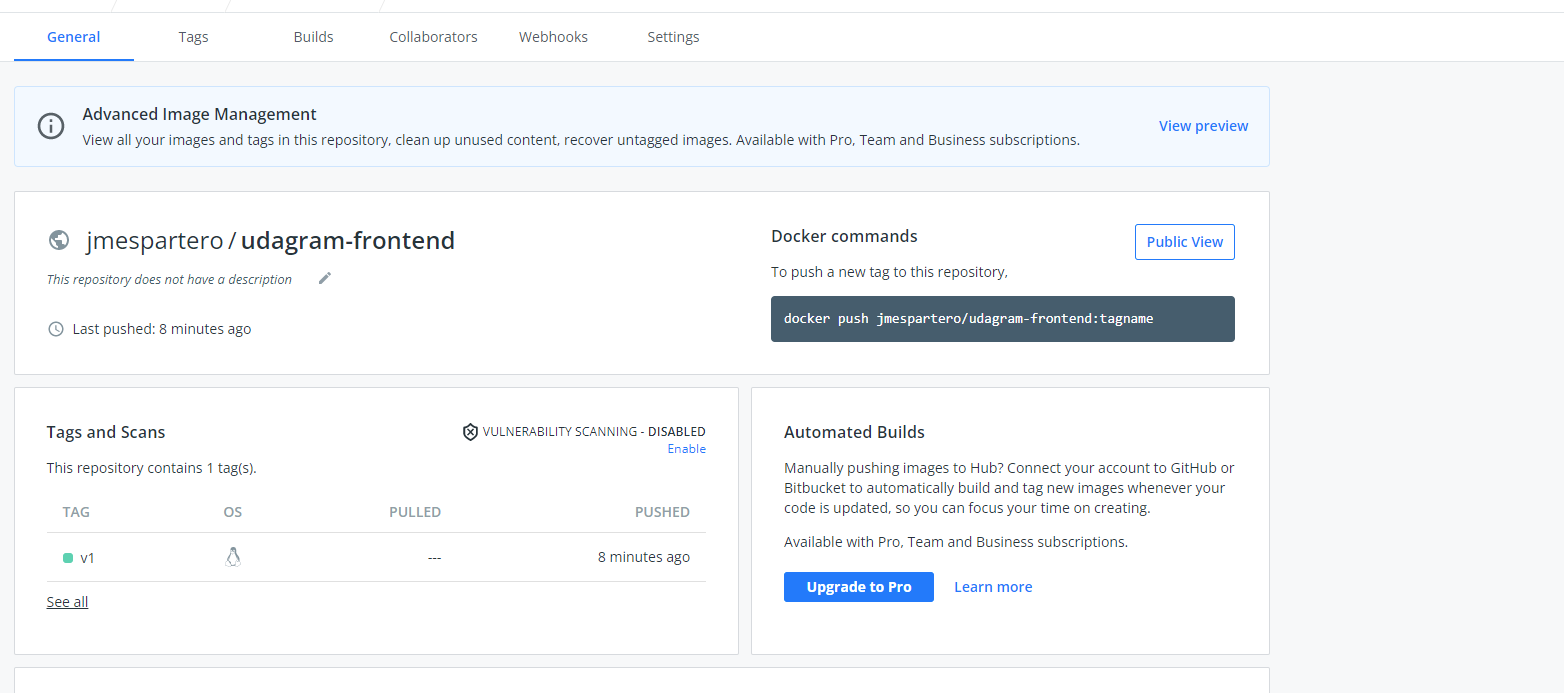 General
Tags
Builds
Collaborators
Webhooks
Settings
Advanced Image Management
View all your images and tags in this repository, clean up unused content, recover untagged images. Available with Pro, Team and Business subscriptions.
View preview
jmespartero / udagram-frontend
This repository does not have a description
Last pushed: 8 minutes ago
Docker commands
Public View
To push a new tag to this repository,
docker push jmespartero/udagram-frontend:tagname
Tags and Scans
VULNERABILITY SCANNING - DISABLED
Enable
This repository contains 1 tag(s).
TAG OS PULLED PUSHED
v1 --- 8 minutes ago
See all
Automated Builds
Manually pushing images to Hub? Connect your account to GitHub or
Bitbucket to automatically build and tag new images whenever your
code is updated, so you can focus your time on creating.
Available with Pro, Team and Business subscriptions.
Upgrade to Pro
Learn more